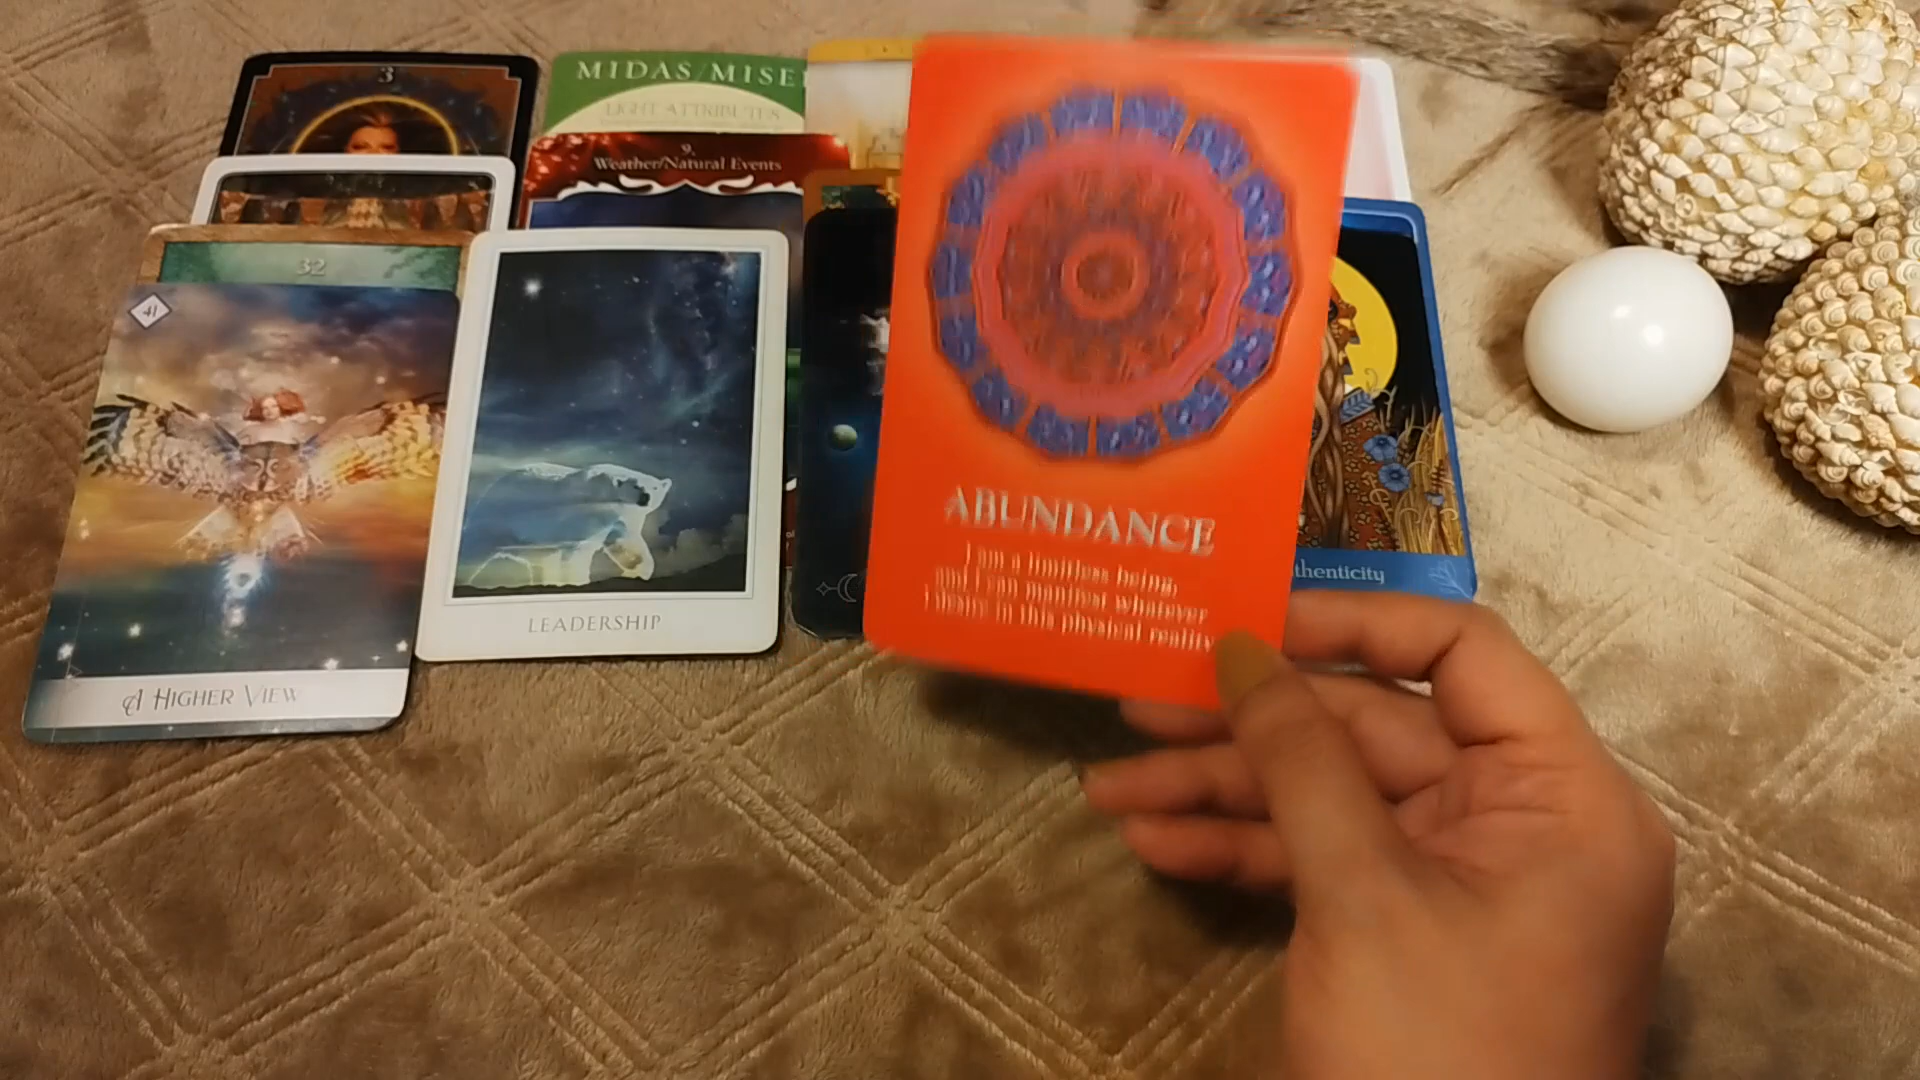 3
MIDAS/MISE
LIGHT ATTRIBUTES
9.
Weather/Natural Events
32
41
A HIGHER VIEW
LEADERSHIP
ABUNDANCE
I am a limitless being,
and I can manifest whatever
I desire in this physical reality
thenticity